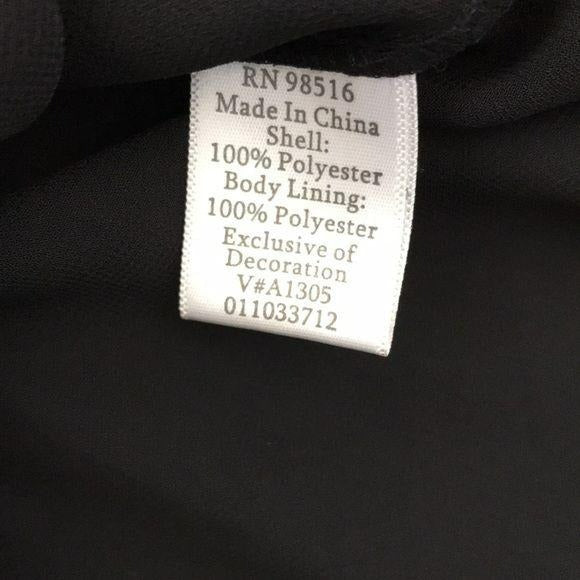 RN 98516
Made In China
Shell:
100% Polyester
Body Lining:
100% Polyester
Exclusive of
Decoration
V#A1305
011033712